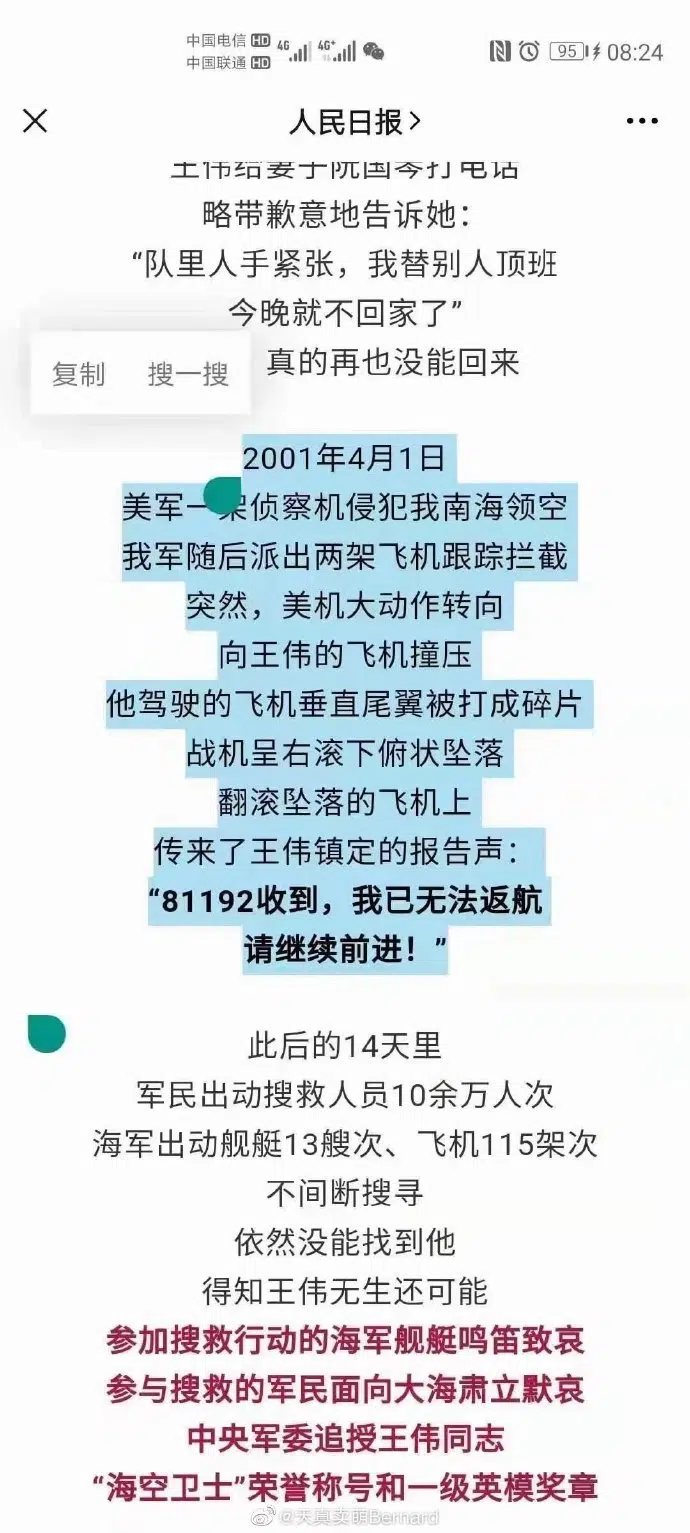 中国电信 HD 4G 4G+ 95 08:24
中国联通 HD
人民日报
王伟给妻子阮国琴打电话
略带歉意地告诉她：
“队里人手紧张，我替别人顶班
今晚就不回家了”
复制 搜一搜
真的再也没能回来
2001年4月1日
美军一架侦察机侵犯我南海领空
我军随后派出两架飞机跟踪拦截
突然，美机大动作转向
向王伟的飞机撞压
他驾驶的飞机垂直尾翼被打成碎片
战机呈右滚下俯状坠落
翻滚坠落的飞机上
传来了王伟镇定的报告声：
“81192收到，我已无法返航
请继续前进！”
此后的14天里
军民出动搜救人员10余万人次
海军出动舰艇13艘次、飞机115架次
不间断搜寻
依然没能找到他
得知王伟无生还可能
参加搜救行动的海军舰艇鸣笛致哀
参与搜救的军民面向大海肃立默哀
中央军委追授王伟同志
“海空卫士”荣誉称号和一级英模奖章
@天真卖萌Bernard